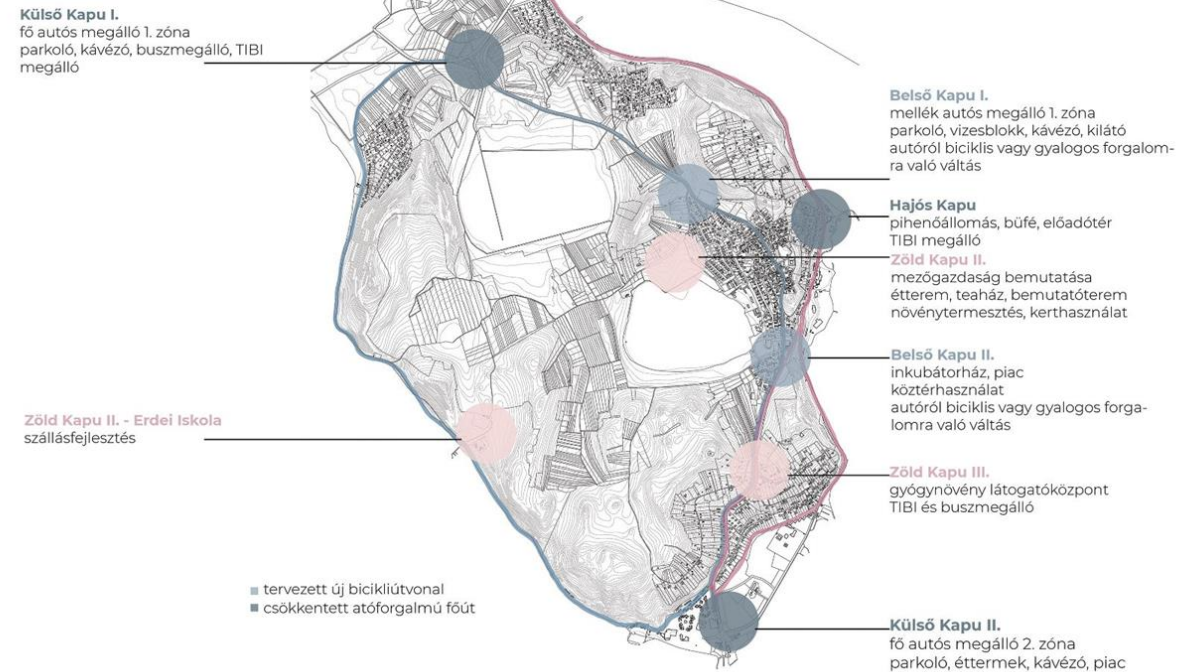 Külső Kapu I.
fő autós megálló 1. zóna
parkoló, kávézó, buszmegálló, TIBI
megálló
Belső Kapu I.
mellék autós megálló 1. zóna
parkoló, vizesblokk, kávézó, kilátó
autóról biciklis vagy gyalogos forgalom-
ra való váltás
Hajós Kapu
pihenőállomás, büfé, előadótér
TIBI megálló
Zöld Kapu II.
mezőgazdaság bemutatása
étterem, teaház, bemutatóterem
növénytermesztés, kerthasználat
Belső Kapu II.
inkubátorház, piac
köztérhasználat
autóról biciklis vagy gyalogos forga-
lomra való váltás
Zöld Kapu II. - Erdei Iskola
szállásfejlesztés
Zöld Kapu III.
gyógynövény látogatóközpont
TIBI és buszmegálló
tervezett új bicikliútvonal
csökkentett atóforgalmú főút
Külső Kapu II.
fő autós megálló 2. zóna
parkoló, éttermek, kávézó, piac